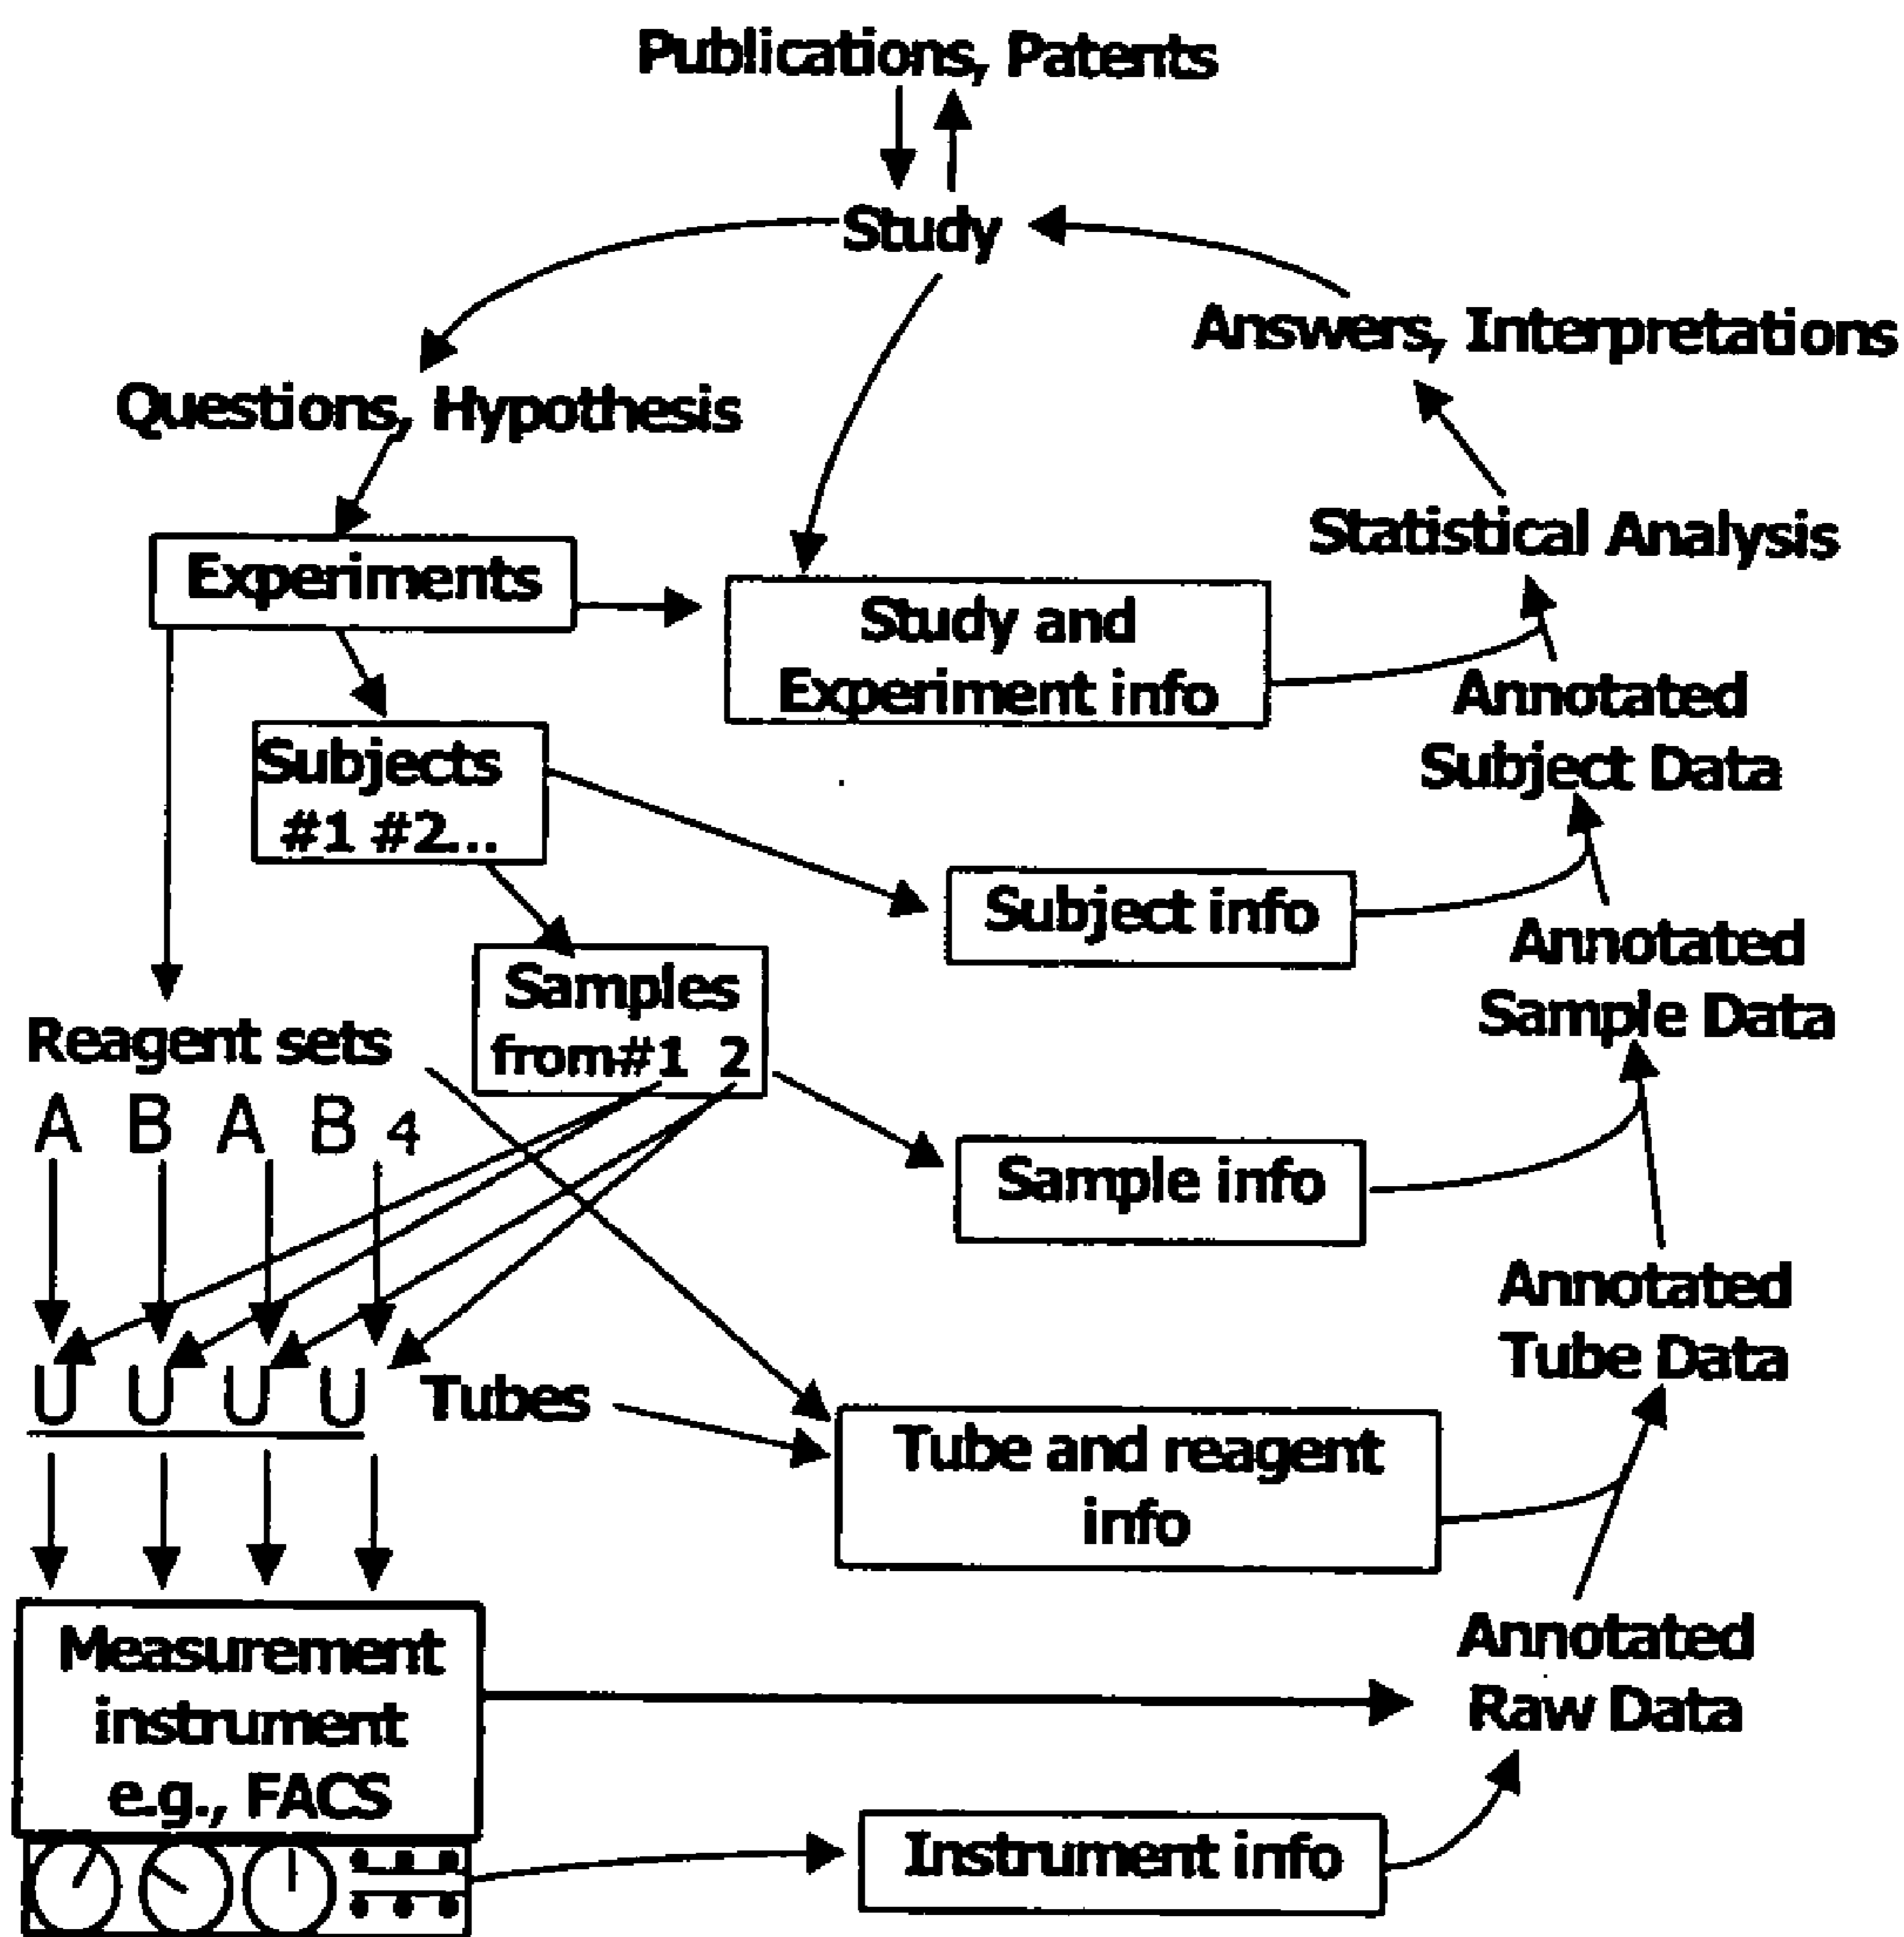 Publications, Patents
Study
Answers, Interpretations
Questions, Hypothesis
Statistical Analysis
Experiments
Study and
Experiment info
Annotated
Subject Data
Subjects
#1 #2...
Subject info
Annotated
Sample Data
Samples
from#1 2
Reagent sets
A B A B 4
Sample info
Annotated
Tube Data
U U U U Tubes
Tube and reagent
info
Annotated
Raw Data
Measurement
instrument
e.g., FACS
Instrument info